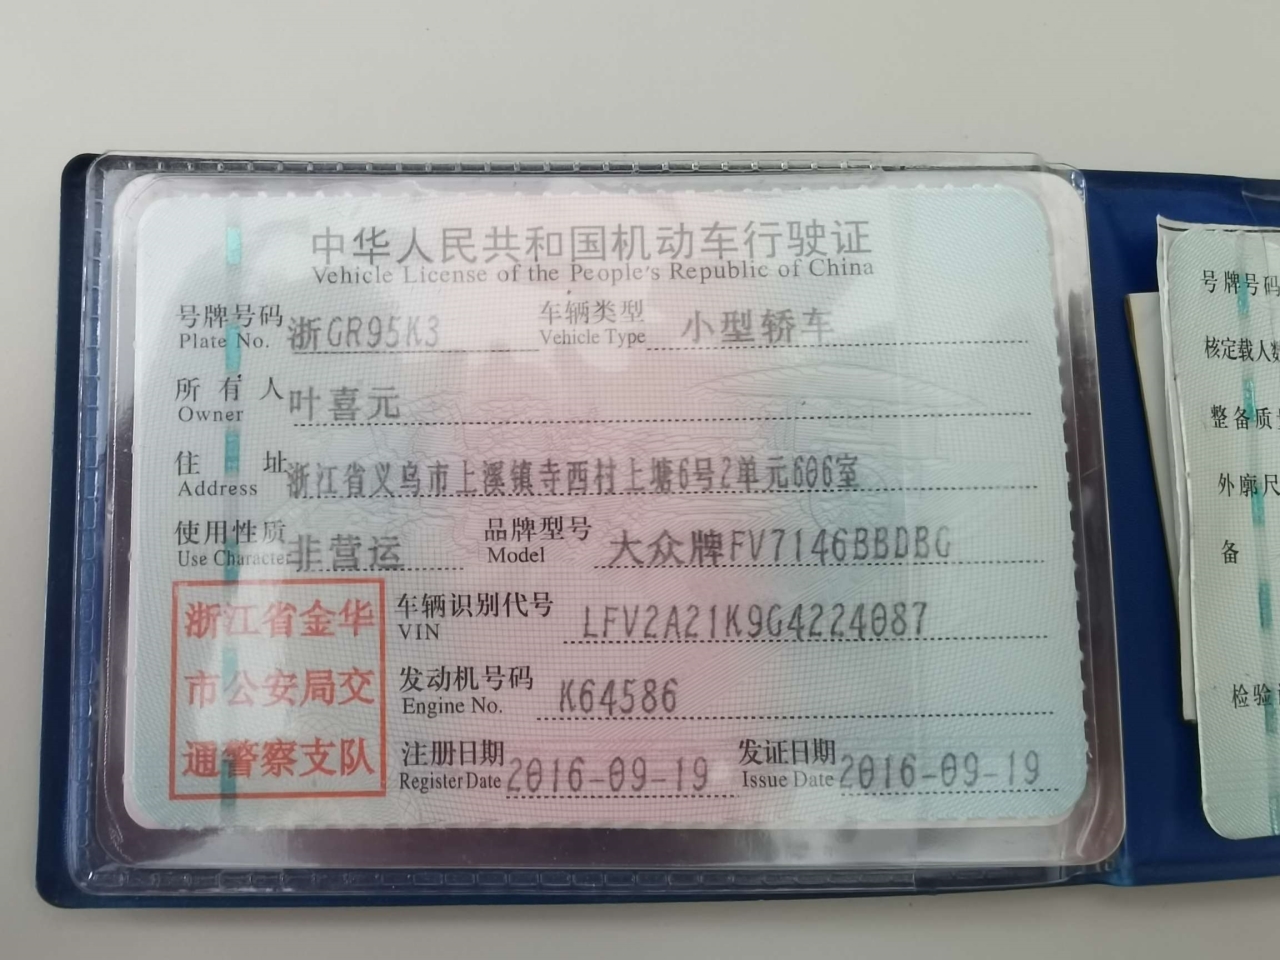 中华人民共和国机动车行驶证
Vehicle License of the People's Republic of China
号牌号码 浙GR95K3 车辆类型 小型轿车
Plate No. Vehicle Type
所有人 叶喜元
Owner
住址 浙江省义乌市上溪镇寺西村上塘6号2单元606室
Address
使用性质 非营运 品牌型号 大众牌FV7146BBDBG
Use Character Model
浙江省金华
市公安局交
通警察支队
车辆识别代号 LFV2A21K9G4224087
VIN
发动机号码 K64586
Engine No.
注册日期 2016-09-19 发证日期 2016-09-19
Register Date Issue Date
号牌号码
核定载人数
整备质量
外廓尺
备
检验